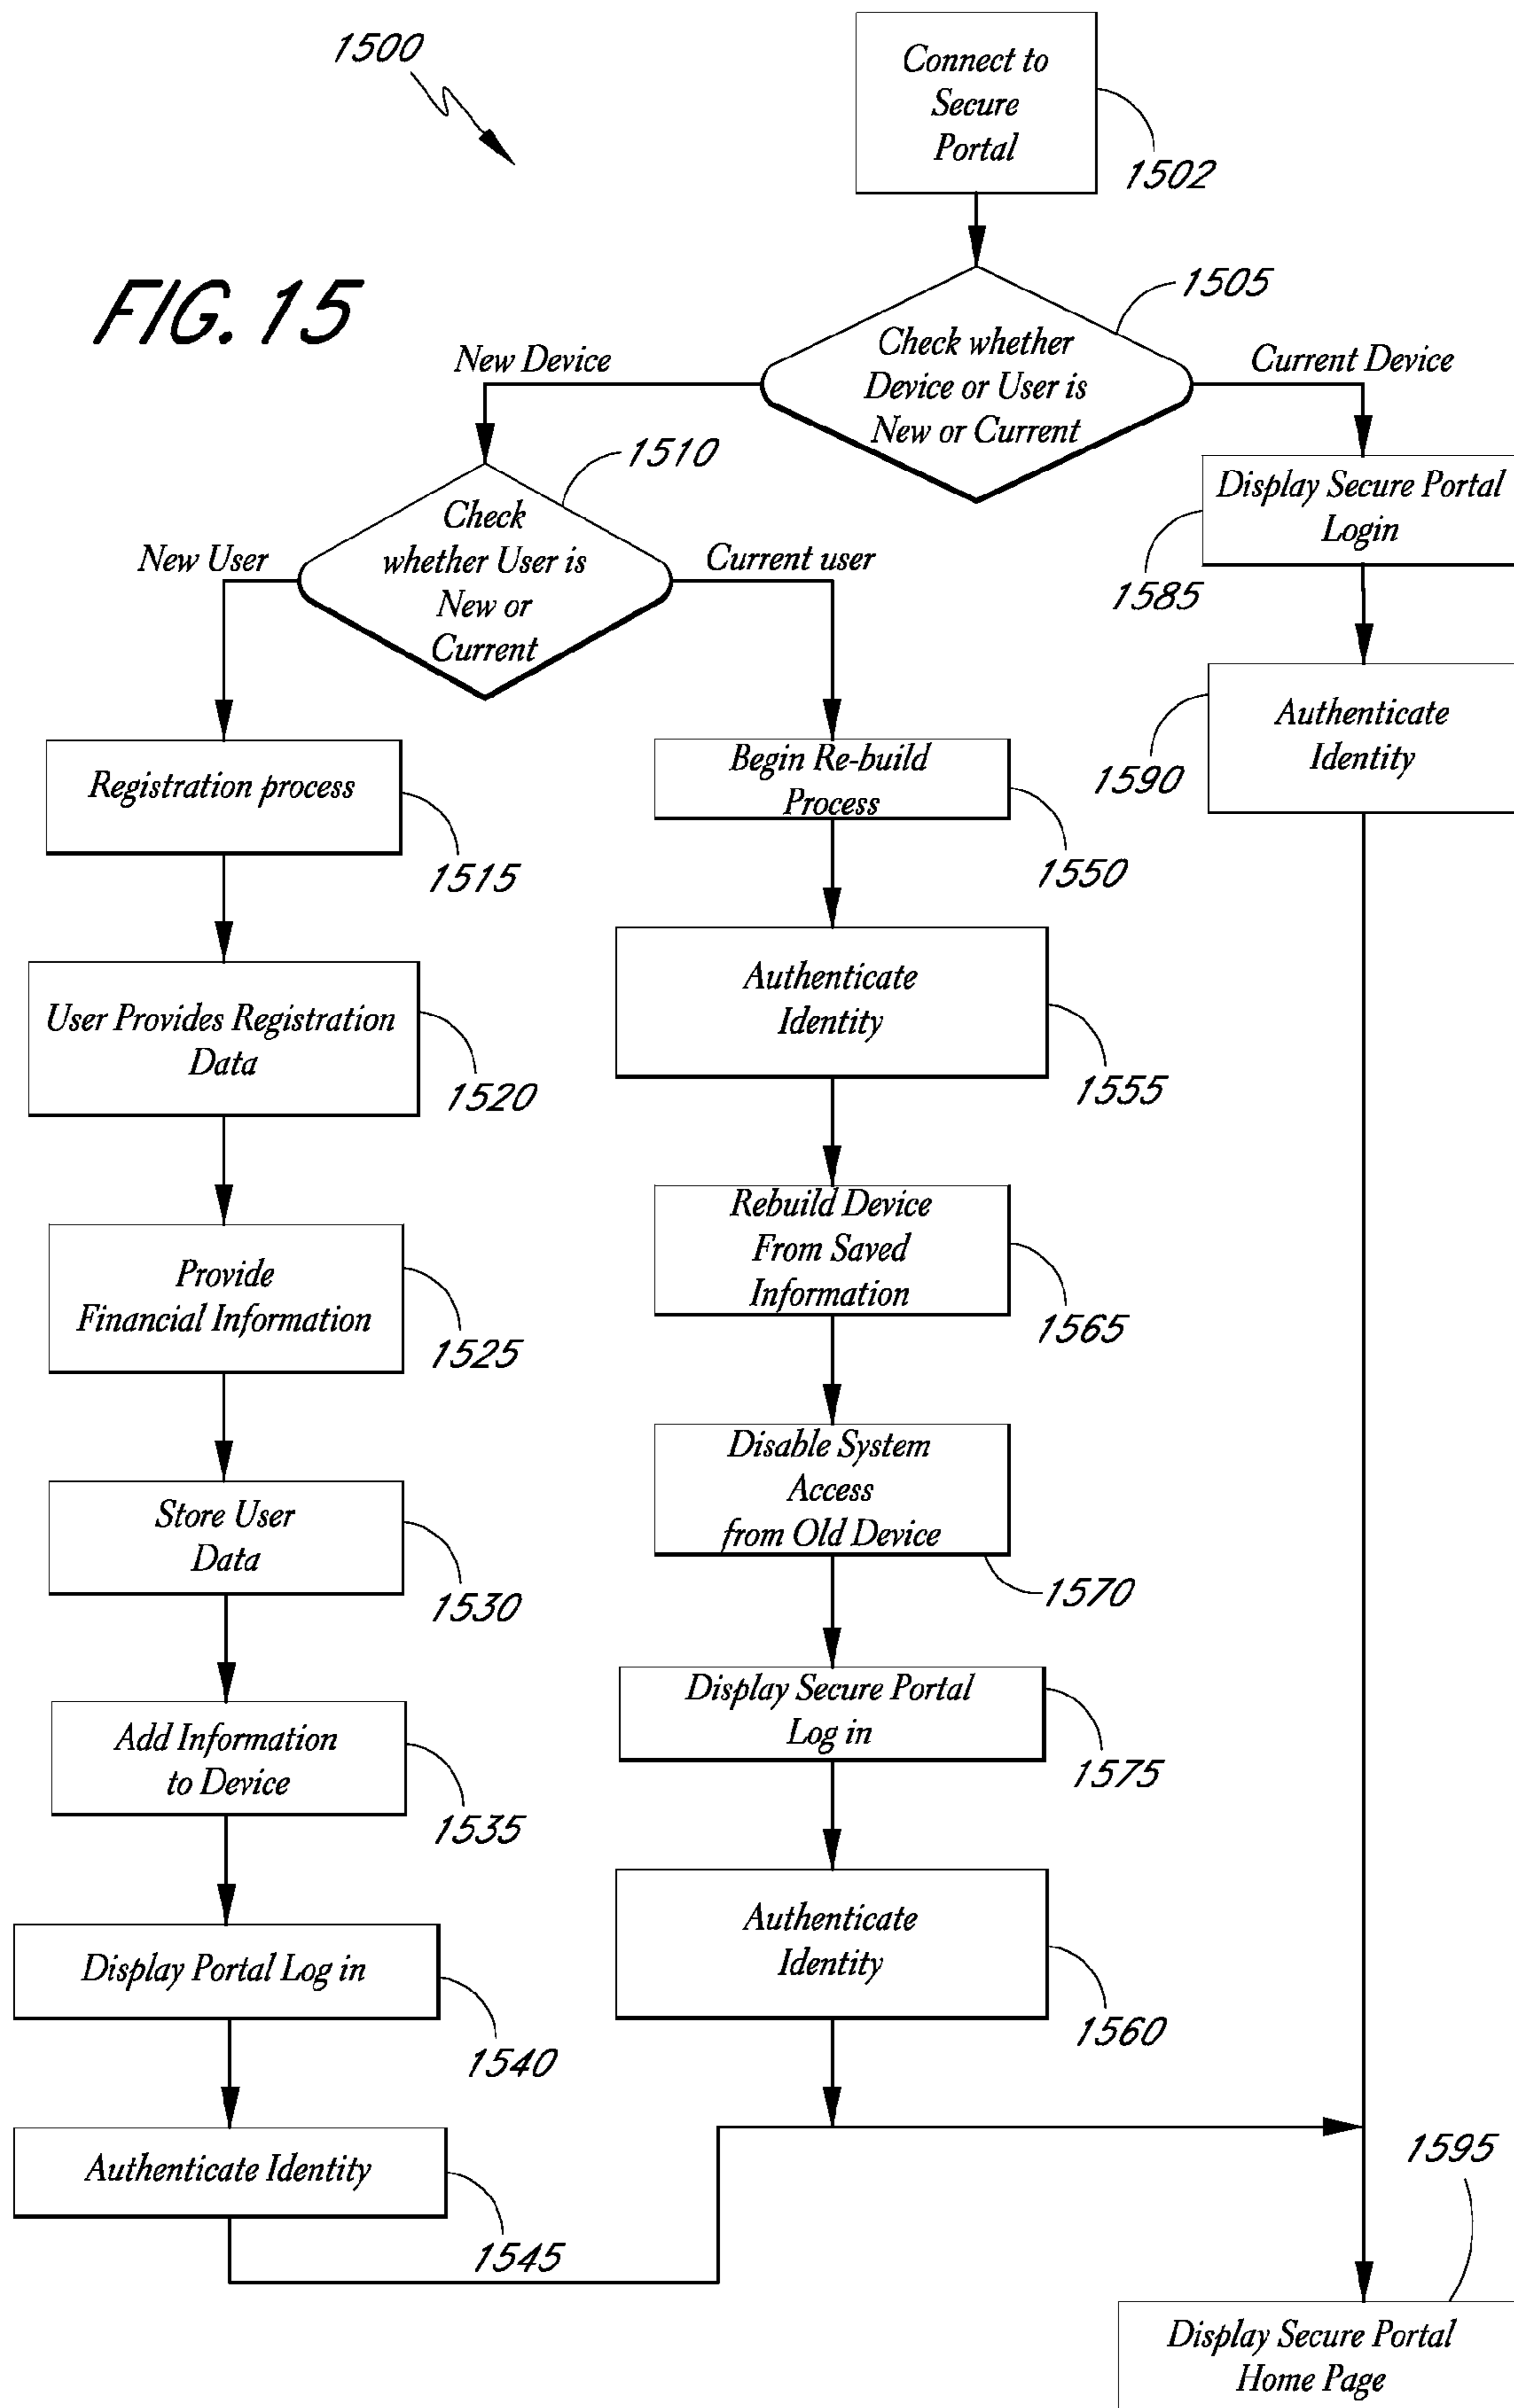 1500
Connect to
Secure
Portal
1502
FIG. 15
1505
Check whether
Device or User is
New or Current
New Device
Current Device
1510
Check
whether User is
New or
Current
New User
Current user
Display Secure Portal
Login
1585
Authenticate
Identity
1590
Registration process
1515
Begin Re-build
Process
1550
User Provides Registration
Data
1520
Authenticate
Identity
1555
Provide
Financial Information
1525
Rebuild Device
From Saved
Information
1565
Store User
Data
1530
Disable System
Access
from Old Device
1570
Add Information
to Device
1535
Display Secure Portal
Log in
1575
Display Portal Log in
1540
Authenticate
Identity
1560
Authenticate Identity
1545
1595
Display Secure Portal
Home Page